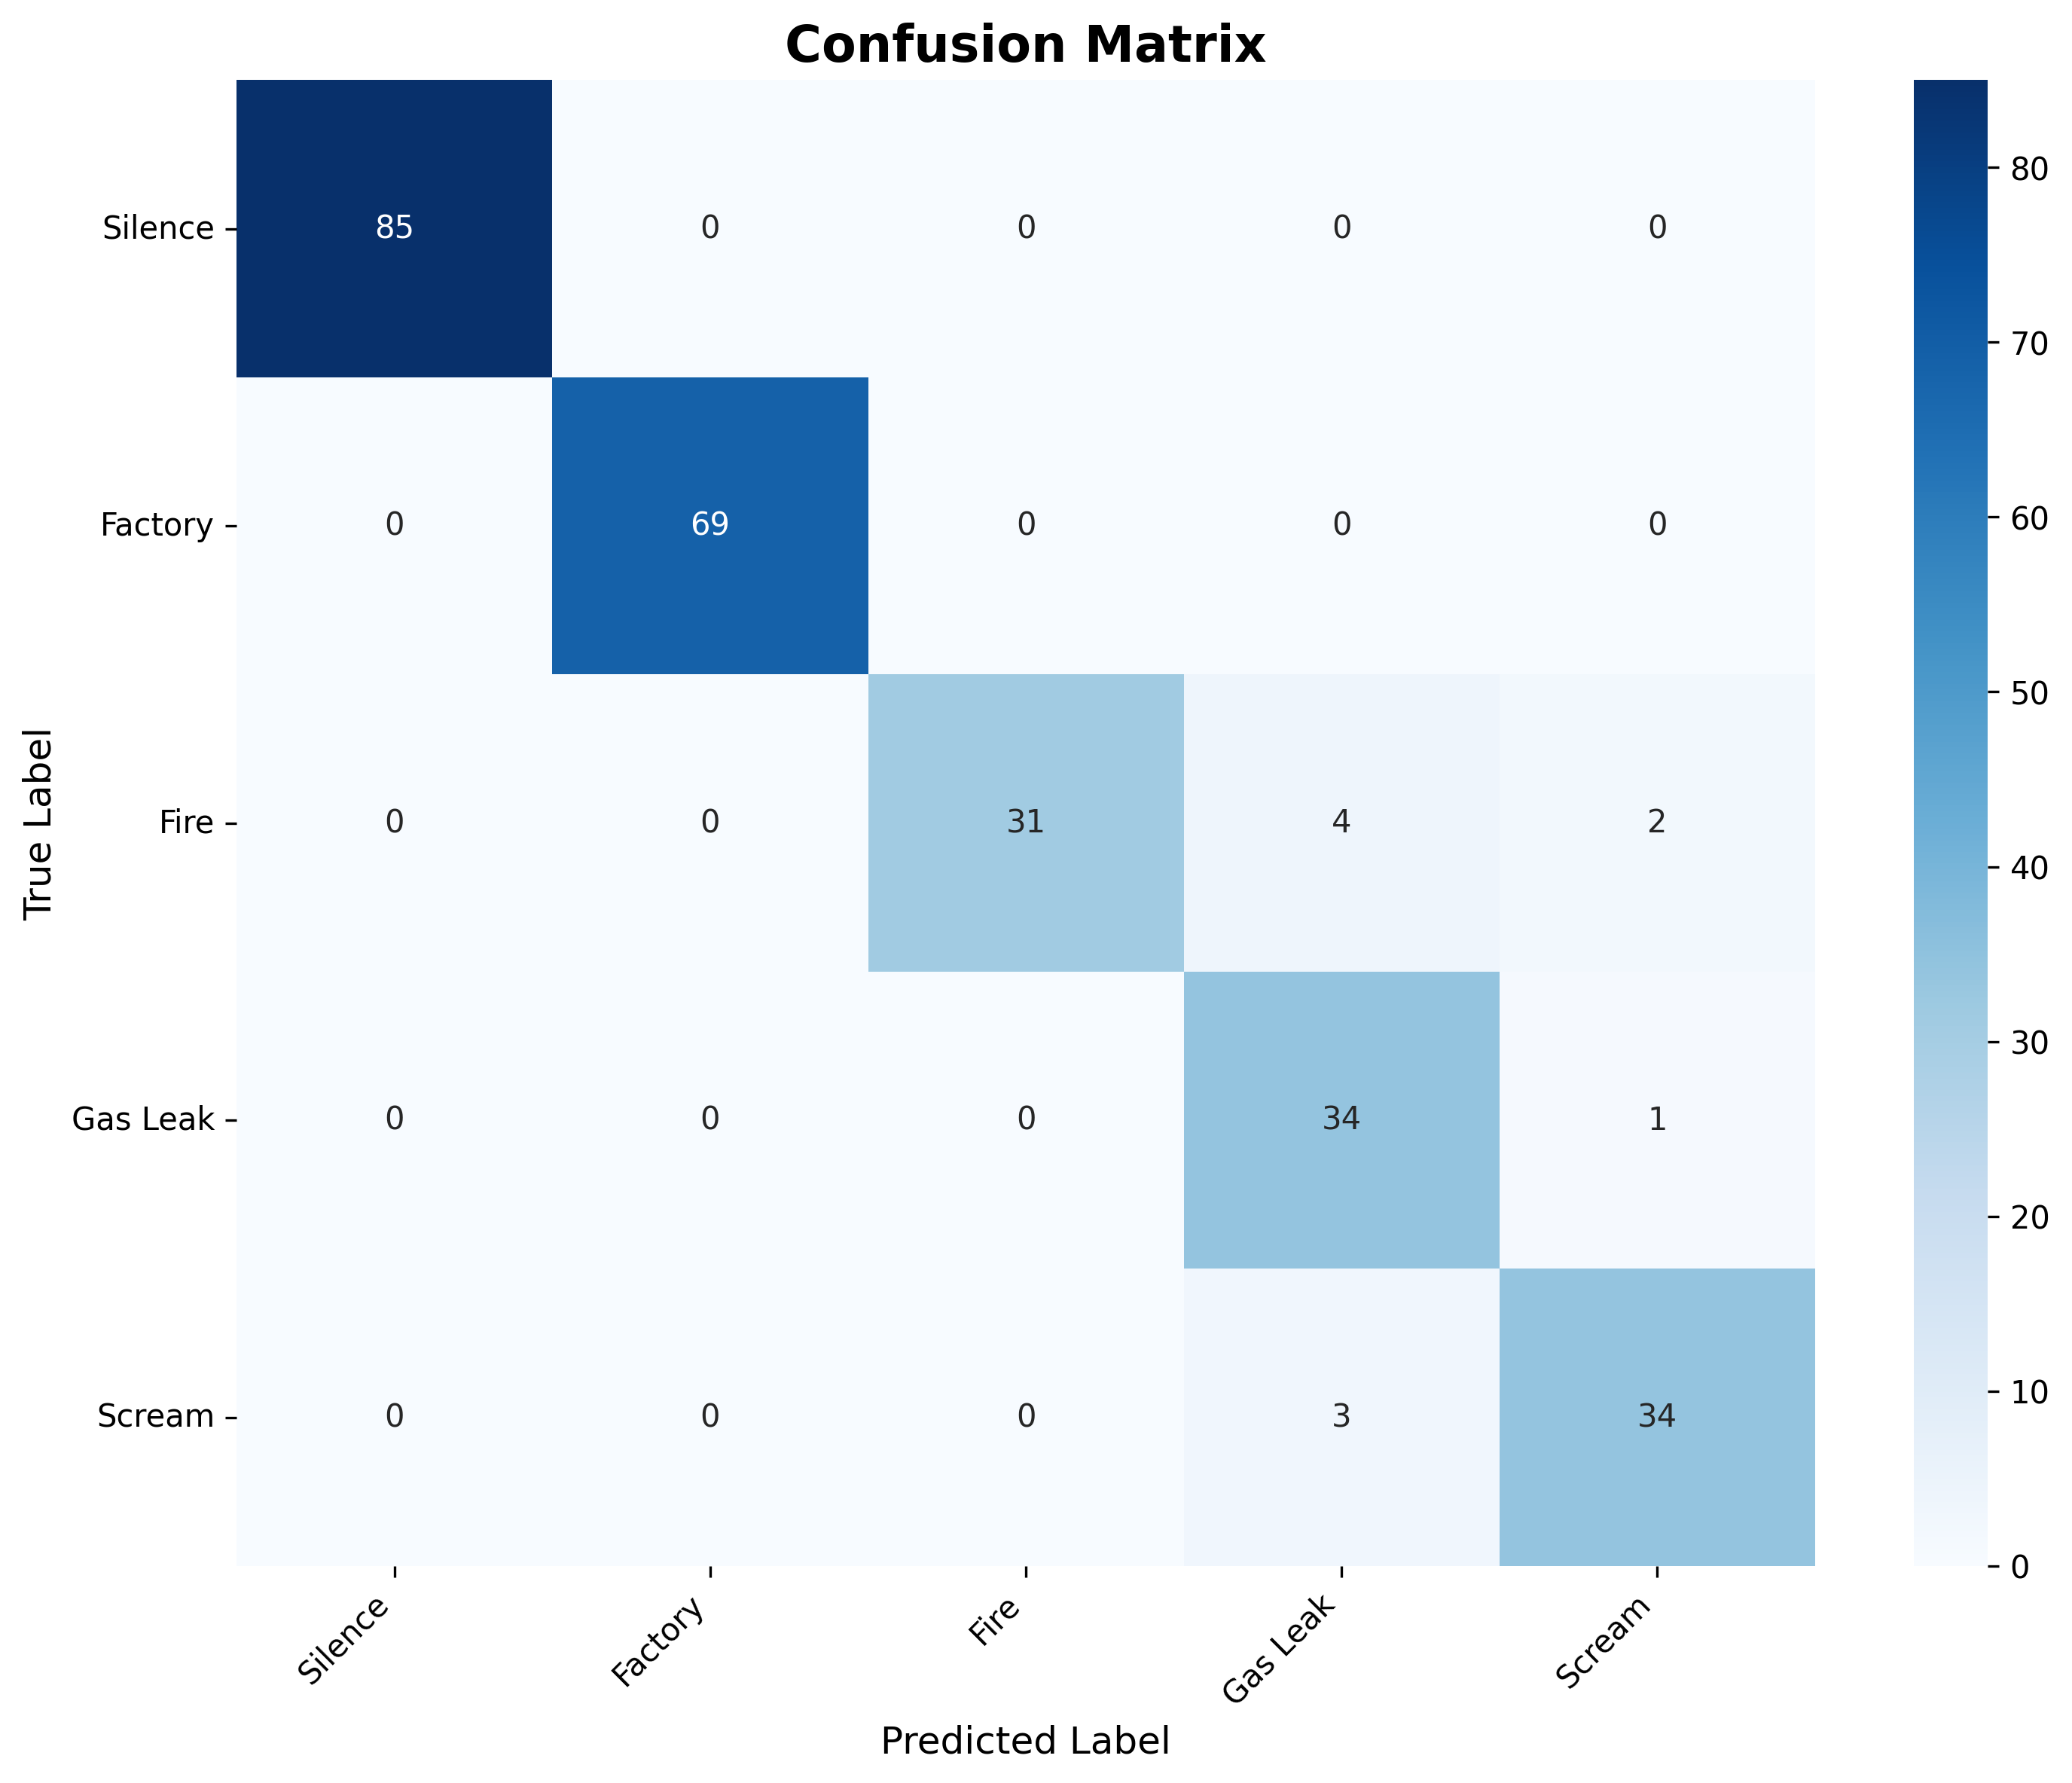 Confusion Matrix
Silence 85 0 0 0 0
Factory 0 69 0 0 0
Fire 0 0 31 4 2
Gas Leak 0 0 0 34 1
Scream 0 0 0 3 34
True Label
Silence Factory Fire Gas Leak Scream
Predicted Label
80
70
60
50
40
30
20
10
0